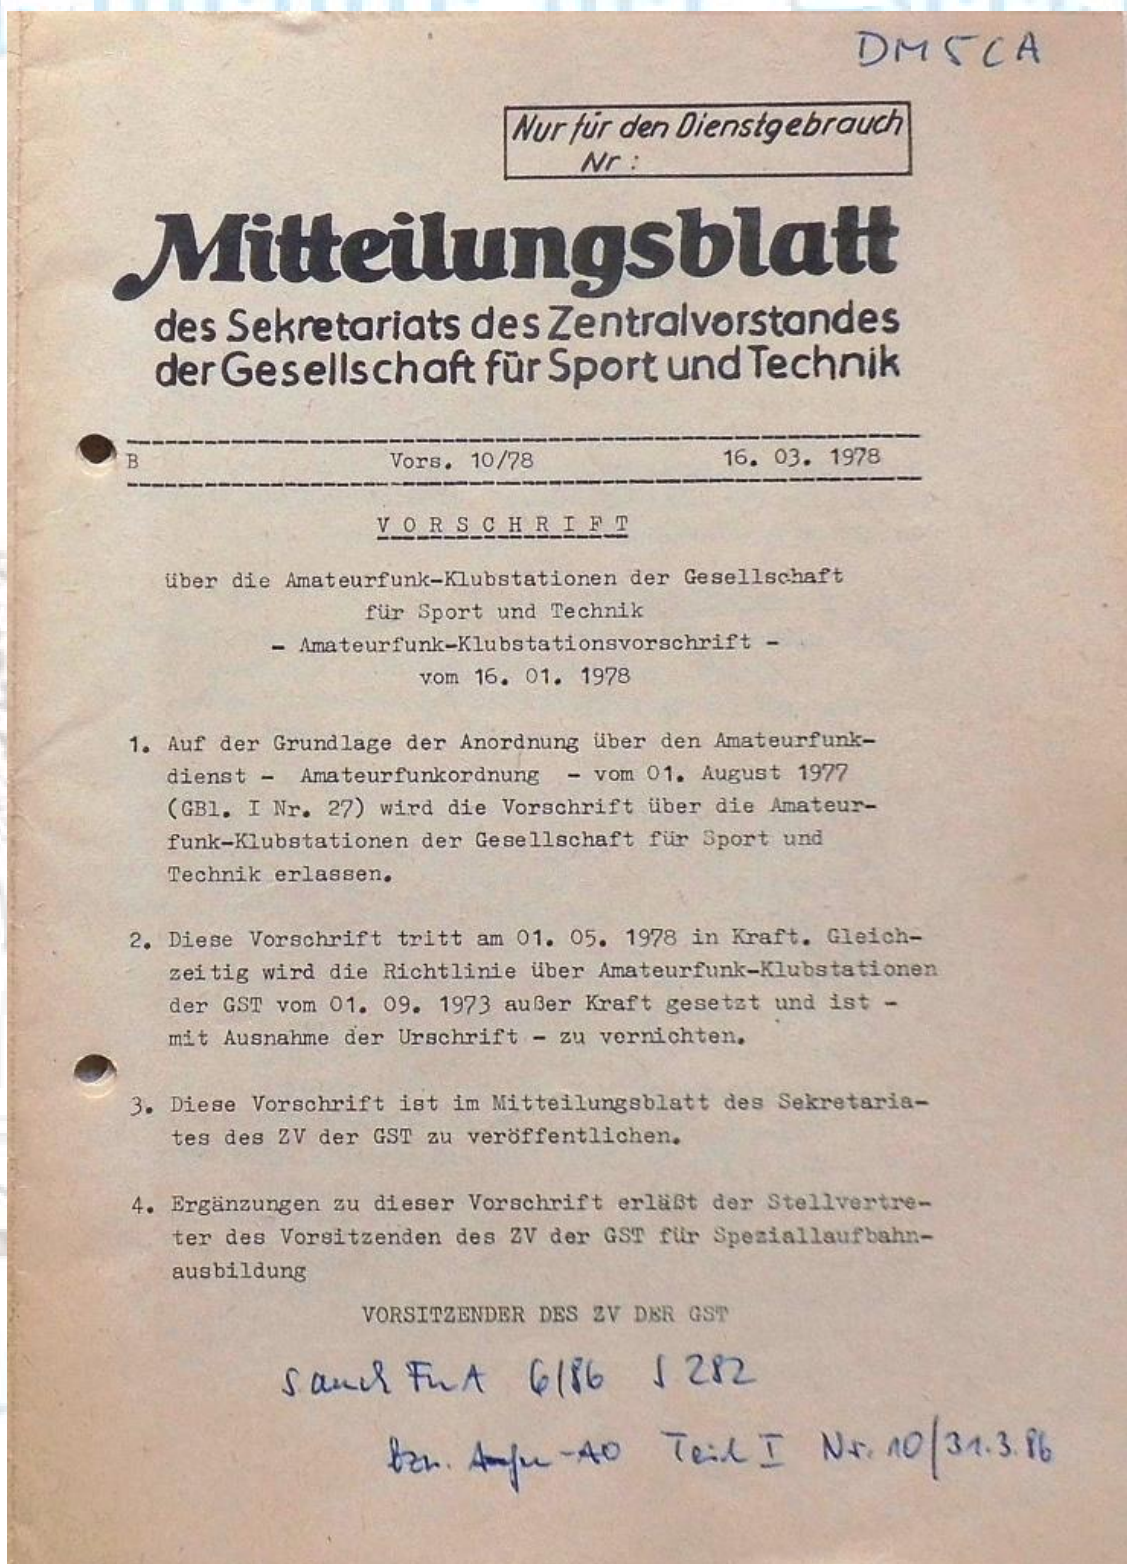 DM5CA
Nur für den Dienstgebrauch
Nr :
Mitteilungsblatt
des Sekretariats des Zentralvorstandes
der Gesellschaft für Sport und Technik
B Vors. 10/78 16. 03. 1978
V O R S C H R I F T
über die Amateurfunk-Klubstationen der Gesellschaft
für Sport und Technik
- Amateurfunk-Klubstationsvorschrift -
vom 16. 01. 1978
1. Auf der Grundlage der Anordnung über den Amateurfunk-
dienst - Amateurfunkordnung - vom 01. August 1977
(GBl. I Nr. 27) wird die Vorschrift über die Amateur-
funk-Klubstationen der Gesellschaft für Sport und
Technik erlassen.
2. Diese Vorschrift tritt am 01. 05. 1978 in Kraft. Gleich-
zeitig wird die Richtlinie über Amateurfunk-Klubstationen
der GST vom 01. 09. 1973 außer Kraft gesetzt und ist -
mit Ausnahme der Urschrift - zu vernichten.
3. Diese Vorschrift ist im Mitteilungsblatt des Sekretaria-
tes des ZV der GST zu veröffentlichen.
4. Ergänzungen zu dieser Vorschrift erläßt der Stellvertre-
ter des Vorsitzenden des ZV der GST für Speziallaufbahn-
ausbildung
VORSITZENDER DES ZV DER GST
s auch FuA 6/86 S 282
bzw. -AO Teil I Nr. 10/31.3.86